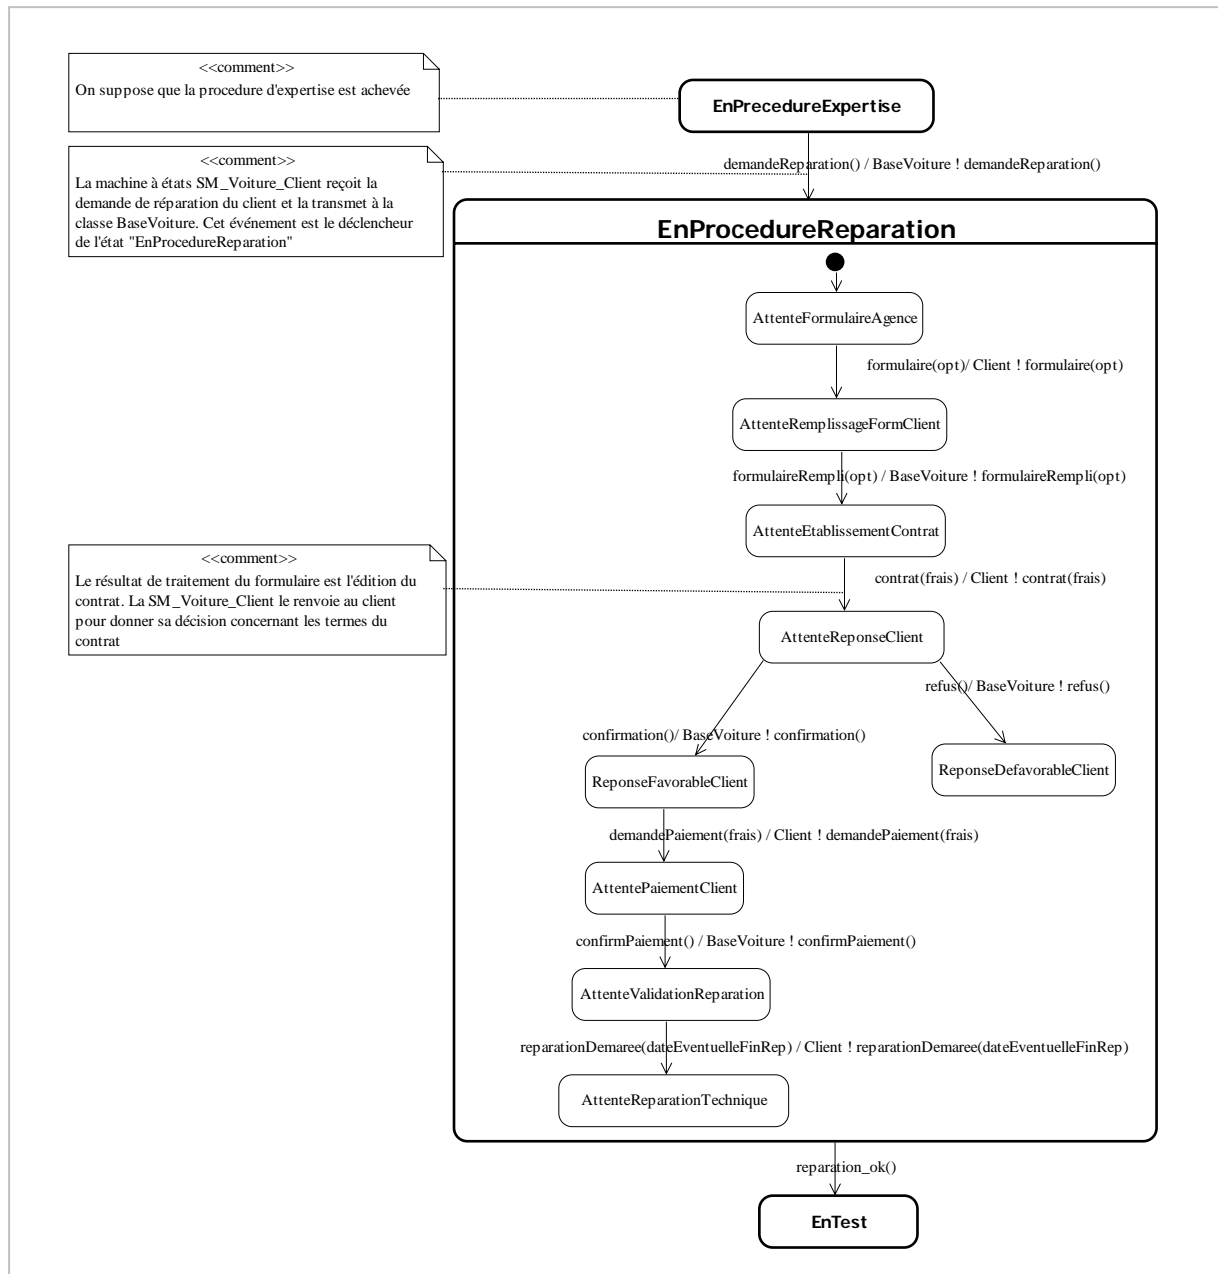 <<comment>>
On suppose que la procedure d'expertise est achevée
EnPrecedureExpertise
<<comment>>
La machine à états SM_Voiture_Client reçoit la
demande de réparation du client et la transmet à la
classe BaseVoiture. Cet événement est le déclencheur
de l'état "EnProcedureReparation"
demandeReparation() / BaseVoiture ! demandeReparation()
EnProcedureReparation
AttenteFormulaireAgence
formulaire(opt)/ Client ! formulaire(opt)
AttenteRemplissageFormClient
formulaireRempli(opt) / BaseVoiture ! formulaireRempli(opt)
AttenteEtablissementContrat
<<comment>>
Le résultat de traitement du formulaire est l'édition du
contrat. La SM_Voiture_Client le renvoie au client
pour donner sa décision concernant les termes du
contrat
contrat(frais) / Client ! contrat(frais)
AttenteReponseClient
refus()/ BaseVoiture ! refus()
confirmation()/ BaseVoiture ! confirmation()
ReponseFavorableClient
ReponseDefavorableClient
demandePaiement(frais) / Client ! demandePaiement(frais)
AttentePaiementClient
confirmPaiement() / BaseVoiture ! confirmPaiement()
AttenteValidationReparation
reparationDemaree(dateEventuelleFinRep) / Client ! reparationDemaree(dateEventuelleFinRep)
AttenteReparationTechnique
reparation_ok()
EnTest